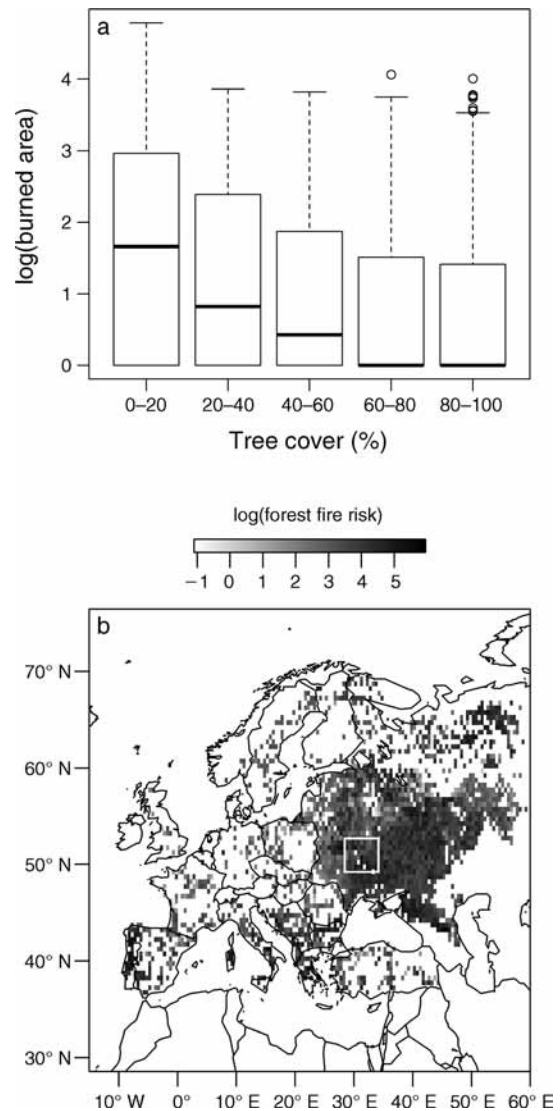 a
log(burned area)
4
3
2
1
0
0–20 20–40 40–60 60–80 80–100
Tree cover (%)
log(forest fire risk)
−1 0 1 2 3 4 5
b
70° N
60° N
50° N
40° N
30° N
10° W 0° 10° E 20° E 30° E 40° E 50° E 60° E